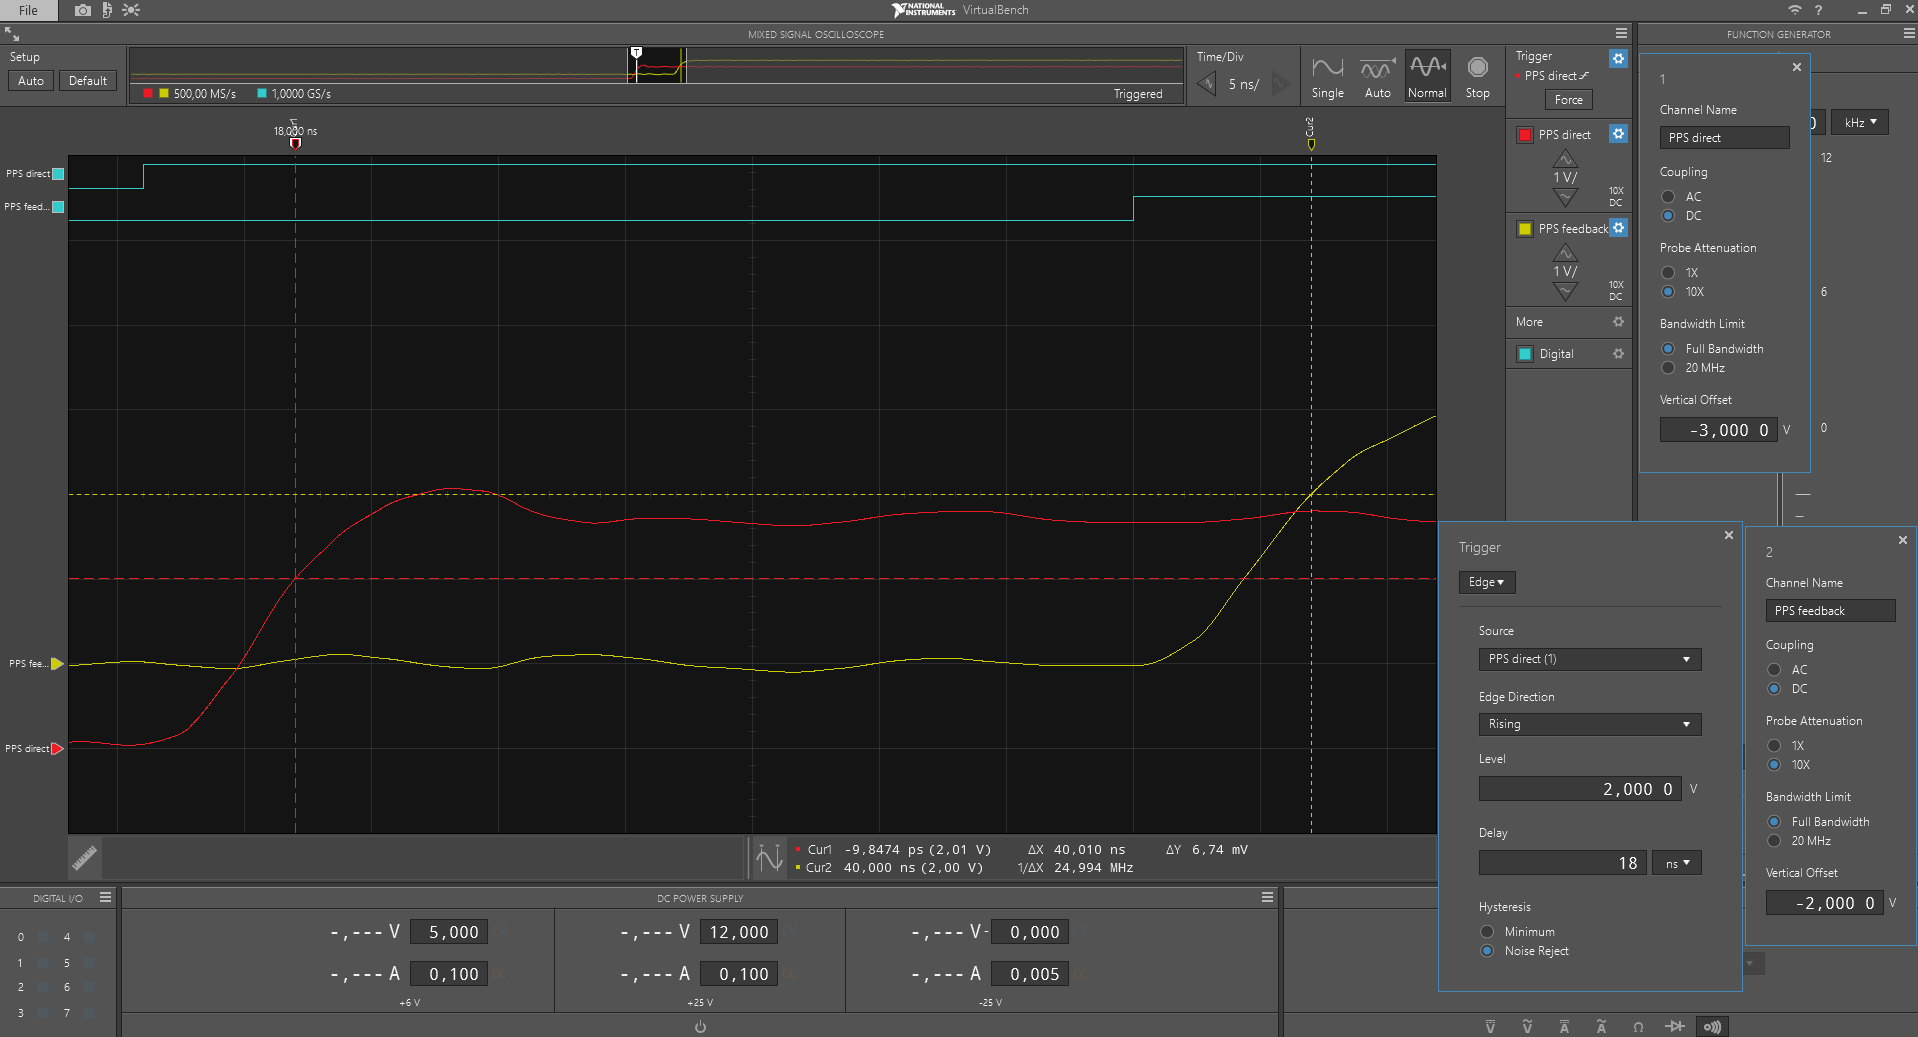 File
NATIONAL INSTRUMENTS VirtualBench
?
MIXED SIGNAL OSCILLOSCOPE
FUNCTION GENERATOR
Setup
Auto Default
T
500,00 MS/s 1,0000 GS/s Triggered
Time/Div
5 ns/
Single Auto Normal Stop
Trigger
PPS direct
Force
PPS direct
1 V/
10X
DC
PPS feedback
1 V/
10X
DC
More
Digital
18,000 ns
Cur1
Cur2
PPS direct
PPS feed...
PPS fee...
PPS direct
1
Channel Name
PPS direct
Coupling
AC
DC
Probe Attenuation
1X
10X
Bandwidth Limit
Full Bandwidth
20 MHz
Vertical Offset
-3,000 0 V
kHz
12
6
0
Trigger
Edge
Source
PPS direct (1)
Edge Direction
Rising
Level
2,000 0 V
Delay
18 ns
Hysteresis
Minimum
Noise Reject
2
Channel Name
PPS feedback
Coupling
AC
DC
Probe Attenuation
1X
10X
Bandwidth Limit
Full Bandwidth
20 MHz
Vertical Offset
-2,000 0 V
Cur1 -9,8474 ps (2,01 V) ΔX 40,010 ns ΔY 6,74 mV
Cur2 40,000 ns (2,00 V) 1/ΔX 24,994 MHz
DIGITAL I/O
0 4
1 5
2 6
3 7
DC POWER SUPPLY
-,--- V 5,000 -,--- V 12,000 -,--- V - 0,000
-,--- A 0,100 -,--- A 0,100 -,--- A 0,005
+6 V +25 V -25 V
V V A A Ω